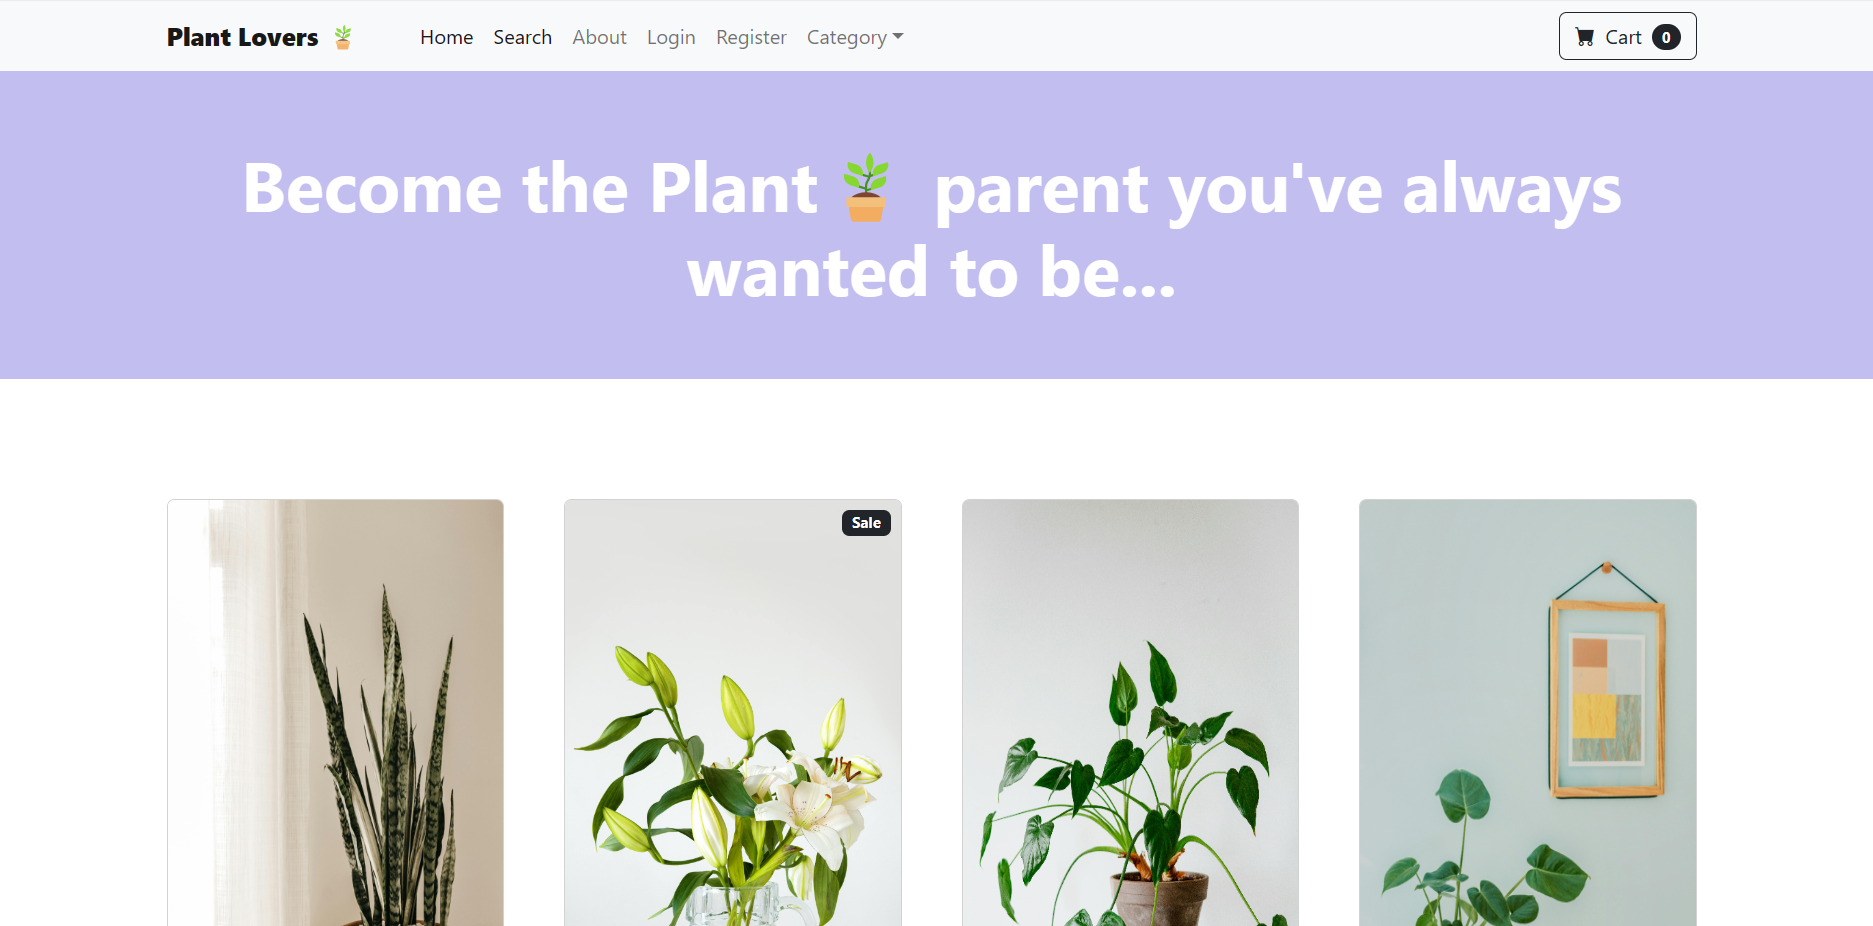 Plant Lovers 🪴 Home Search About Login Register Category Cart 0
Become the Plant🪴 parent you've always
wanted to be...
Sale